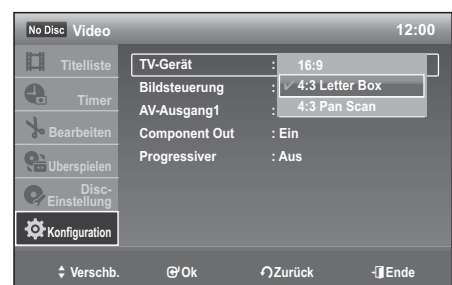 No Disc Video 12:00
Titelliste
Timer
Bearbeiten
Uberspielen
Disc-
Einstellung
Konfiguration
TV-Gerät : 16:9
Bildsteuerung : ✓ 4:3 Letter Box
AV-Ausgang1 : 4:3 Pan Scan
Component Out : Ein
Progressiver : Aus
Verschb. Ok Zurück Ende